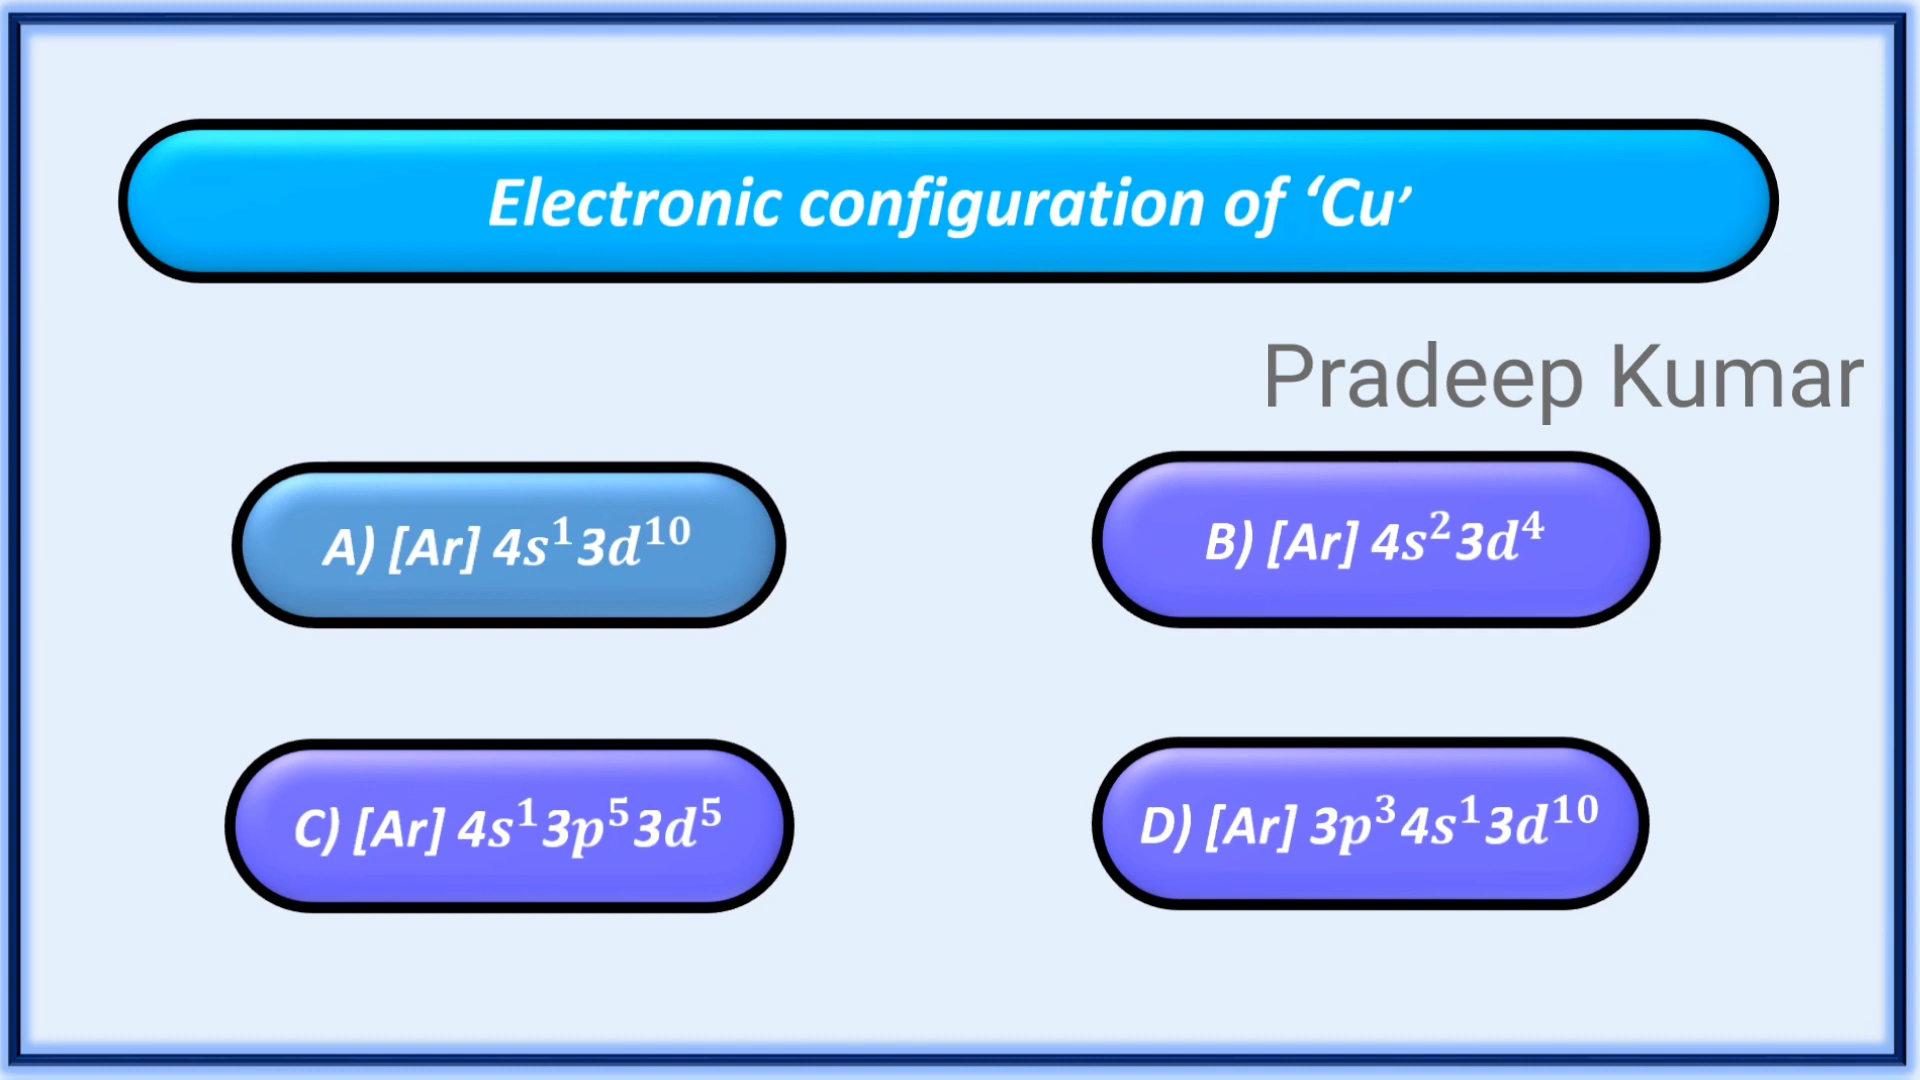 Electronic configuration of ‘Cu’
Pradeep Kumar
A) [Ar] 4s¹3d¹⁰
B) [Ar] 4s²3d⁴
C) [Ar] 4s¹3p⁵3d⁵
D) [Ar] 3p³4s¹3d¹⁰